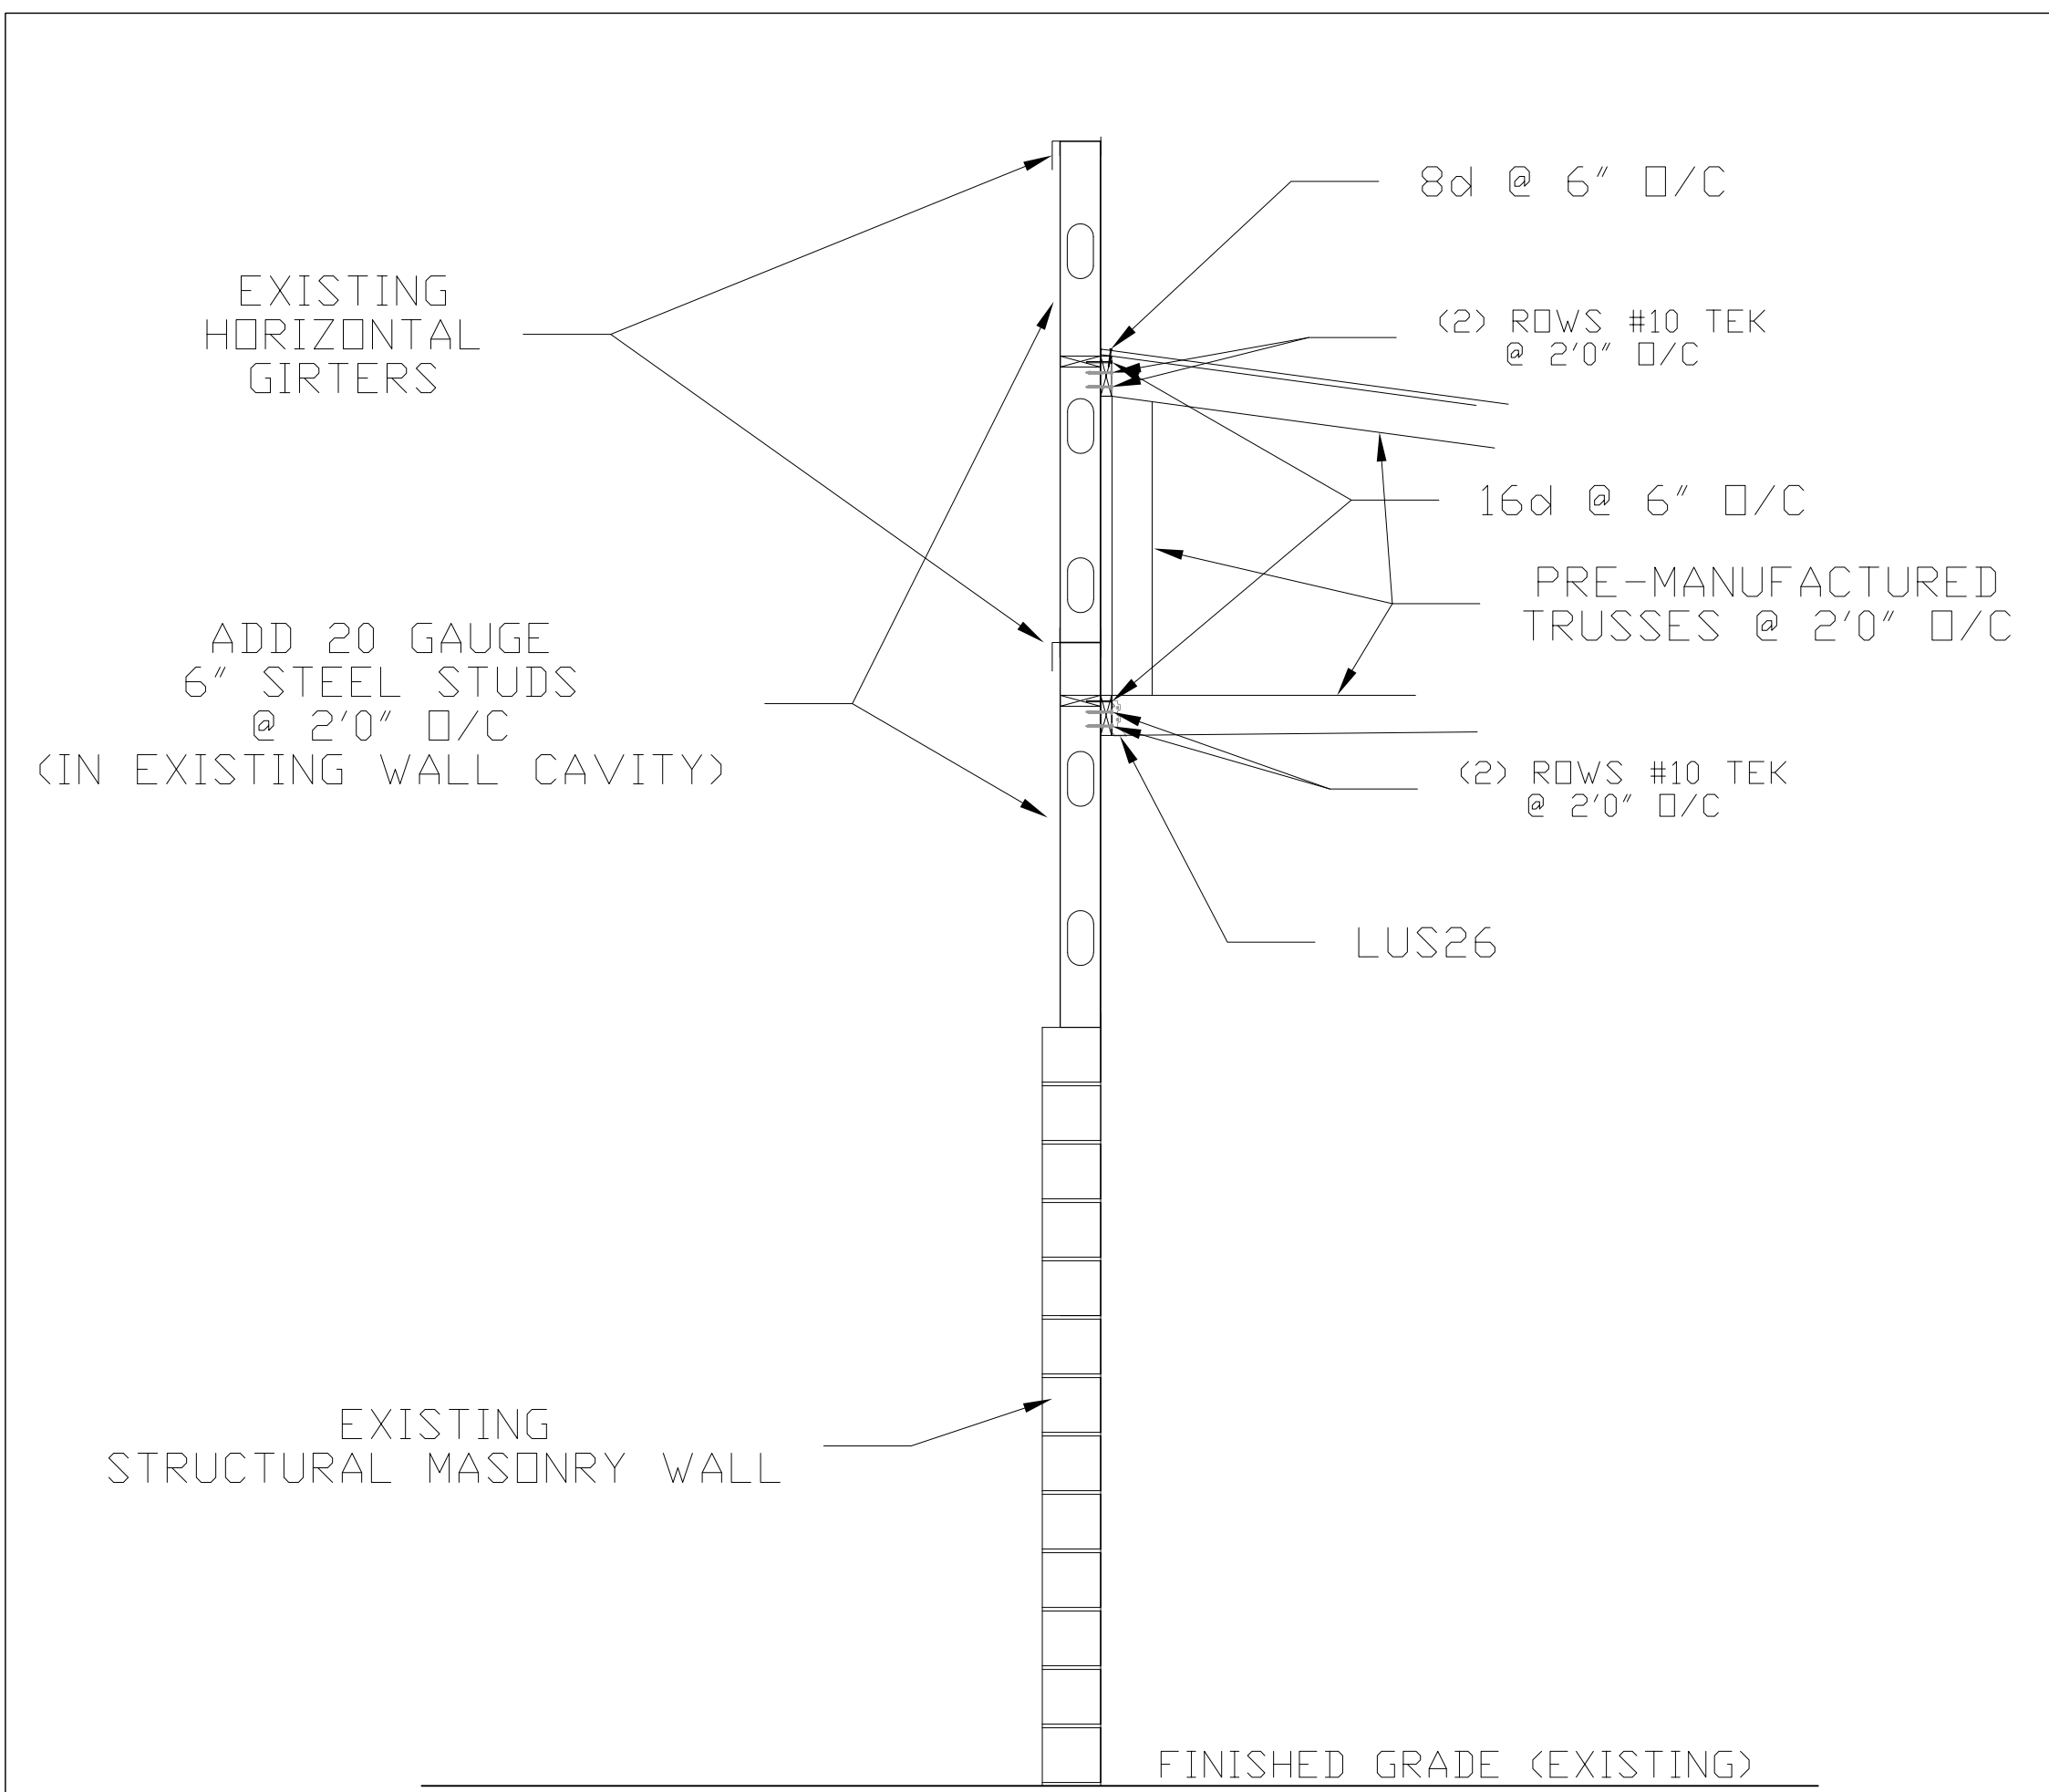 8d @ 6" O/C
EXISTING
HORIZONTAL
GIRTERS
(2) ROWS #10 TEK
@ 2'0" O/C
16d @ 6" O/C
PRE-MANUFACTURED
TRUSSES @ 2'0" O/C
ADD 20 GAUGE
6" STEEL STUDS
@ 2'0" O/C
(IN EXISTING WALL CAVITY)
(2) ROWS #10 TEK
@ 2'0" O/C
LUS26
EXISTING
STRUCTURAL MASONRY WALL
FINISHED GRADE (EXISTING)